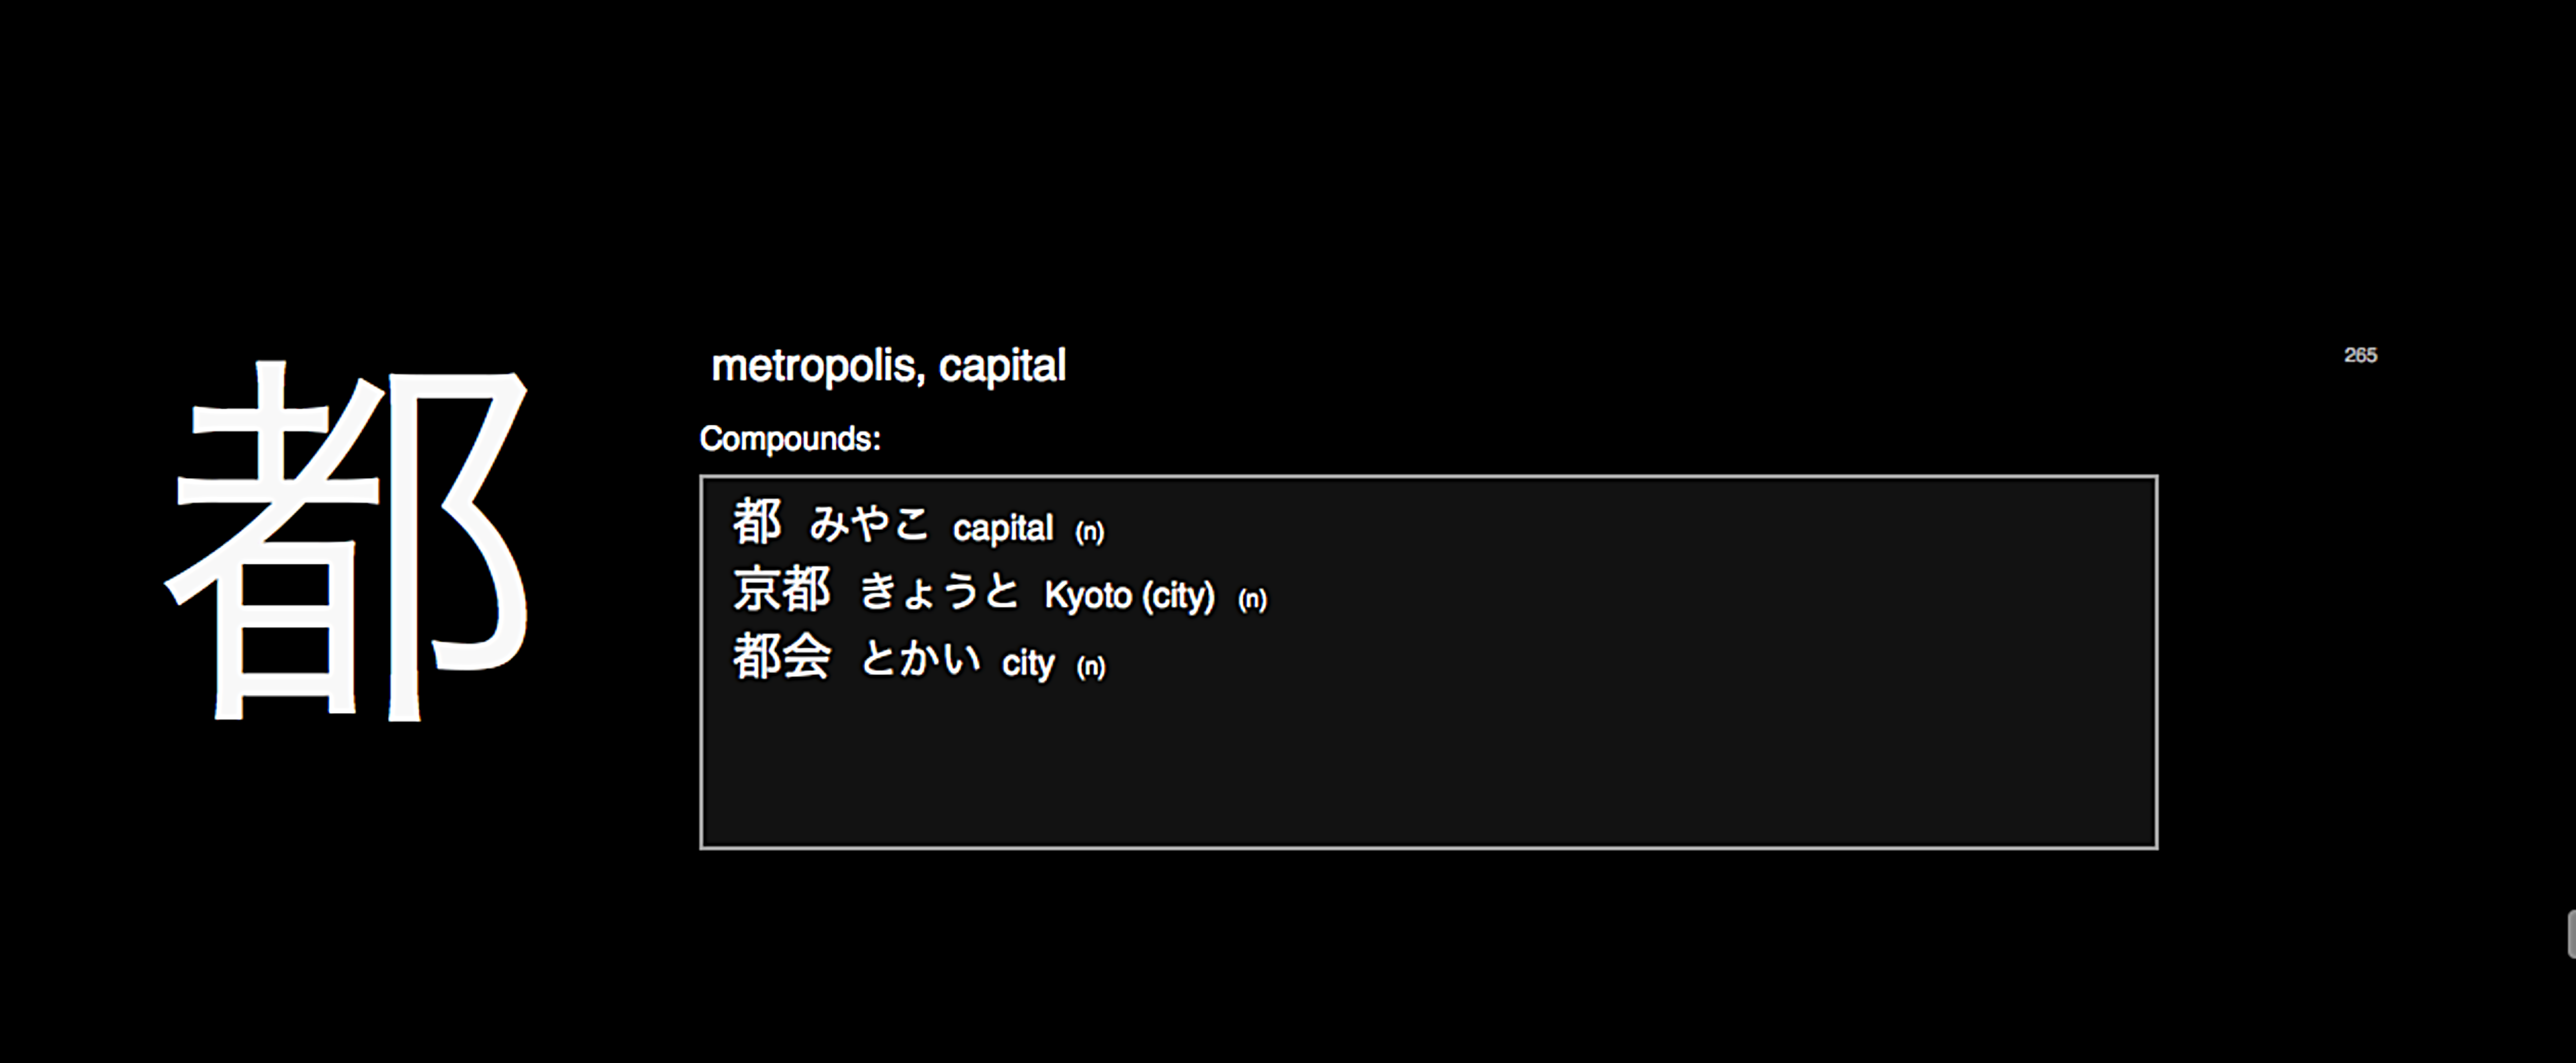 都
metropolis, capital
265
Compounds:
都 みやこ capital (n)
京都 きょうと Kyoto (city) (n)
都会 とかい city (n)